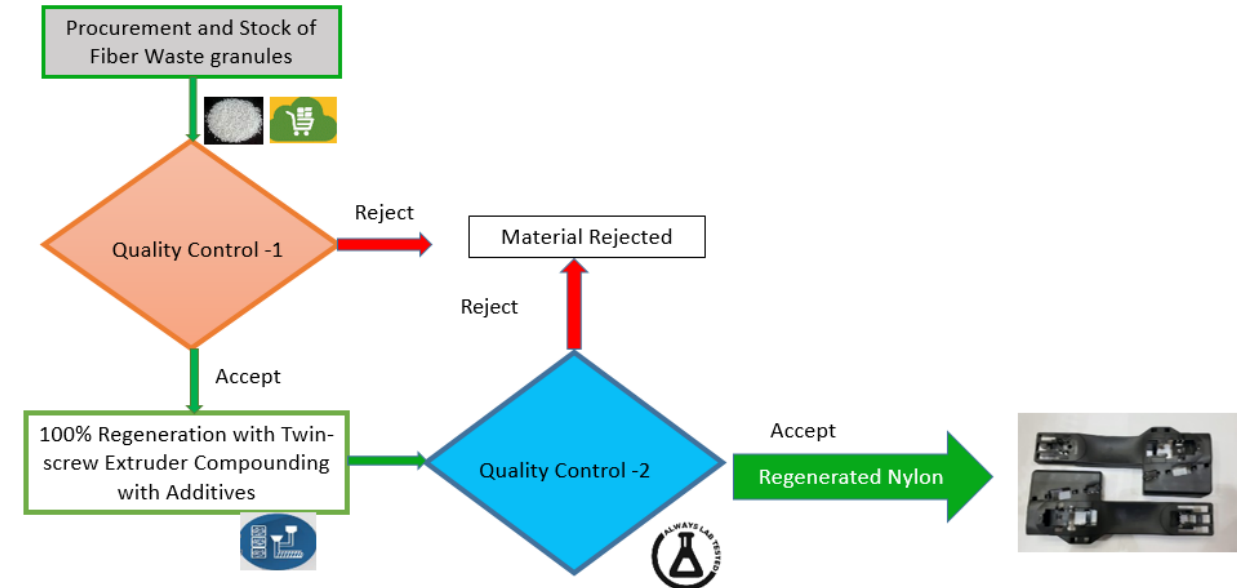 Procurement and Stock of
Fiber Waste granules
Quality Control -1
Reject
Material Rejected
Reject
Accept
100% Regeneration with Twin-
screw Extruder Compounding
with Additives
Quality Control -2
Accept
Regenerated Nylon
ALWAYS LAB TESTED